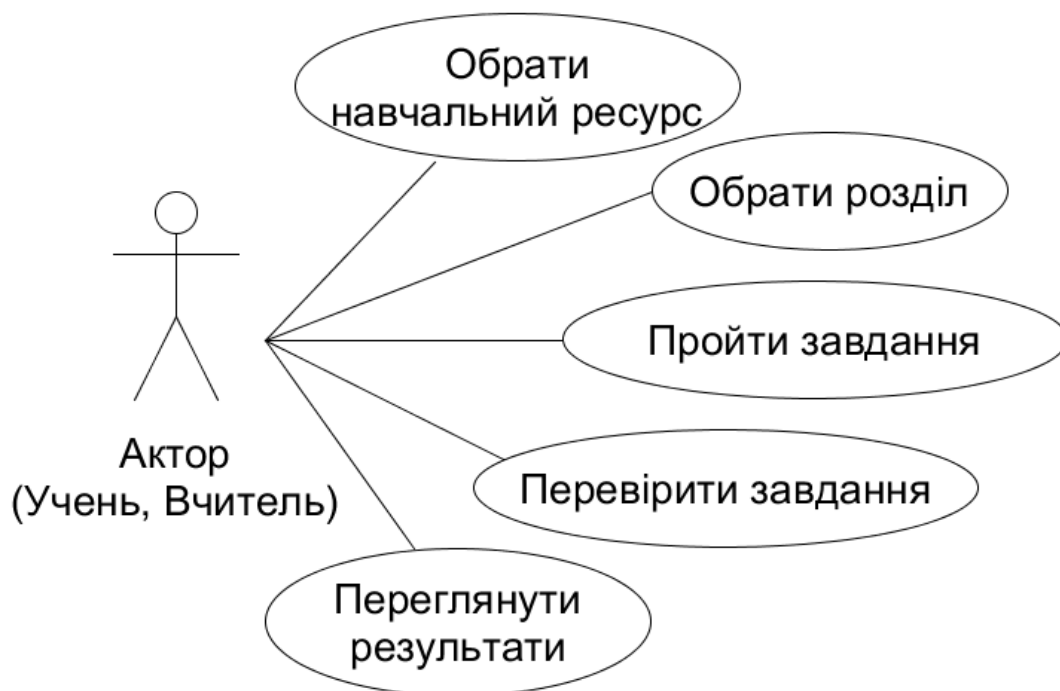 Обрати
навчальний ресурс
Обрати розділ
Пройти завдання
Актор
(Учень, Вчитель)
Перевірити завдання
Переглянути
результати